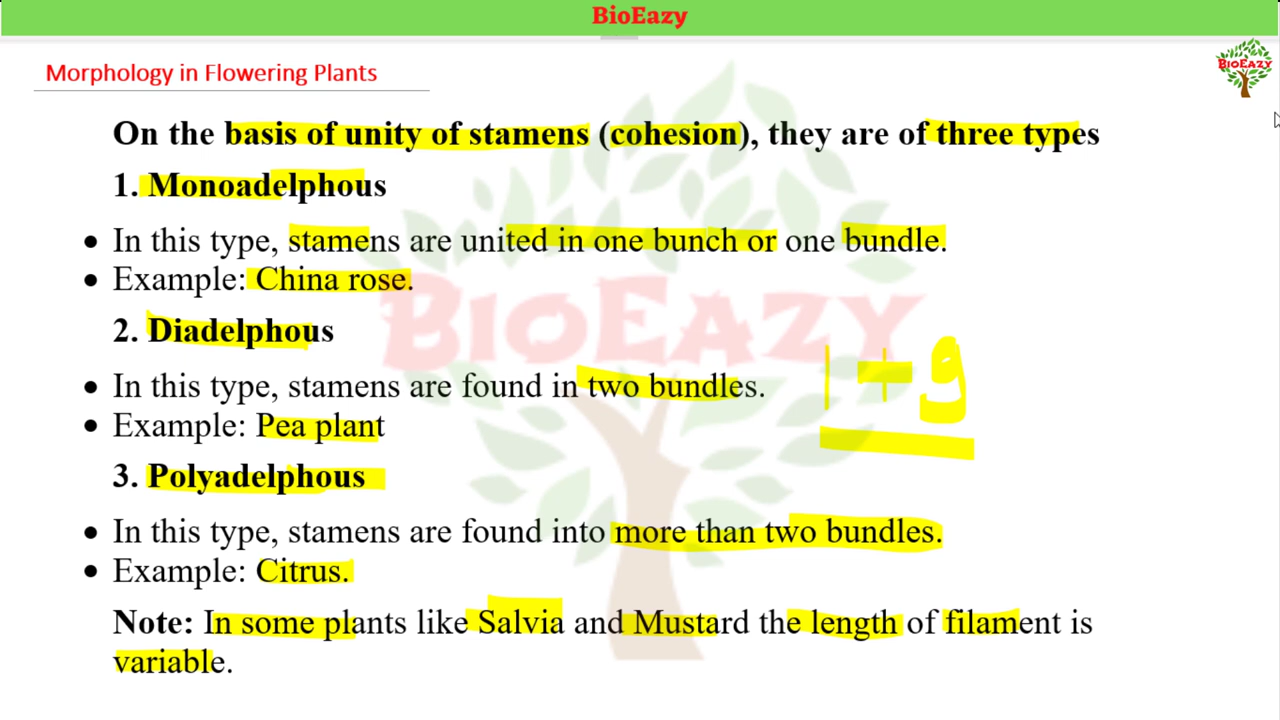 BioEazy
Morphology in Flowering Plants
BIOEAZY
On the basis of unity of stamens (cohesion), they are of three types
1. Monoadelphous
• In this type, stamens are united in one bunch or one bundle.
• Example: China rose.
BIOEAZY
2. Diadelphous
1 + 9
• In this type, stamens are found in two bundles.
• Example: Pea plant
3. Polyadelphous
• In this type, stamens are found into more than two bundles.
• Example: Citrus.
Note: In some plants like Salvia and Mustard the length of filament is
variable.